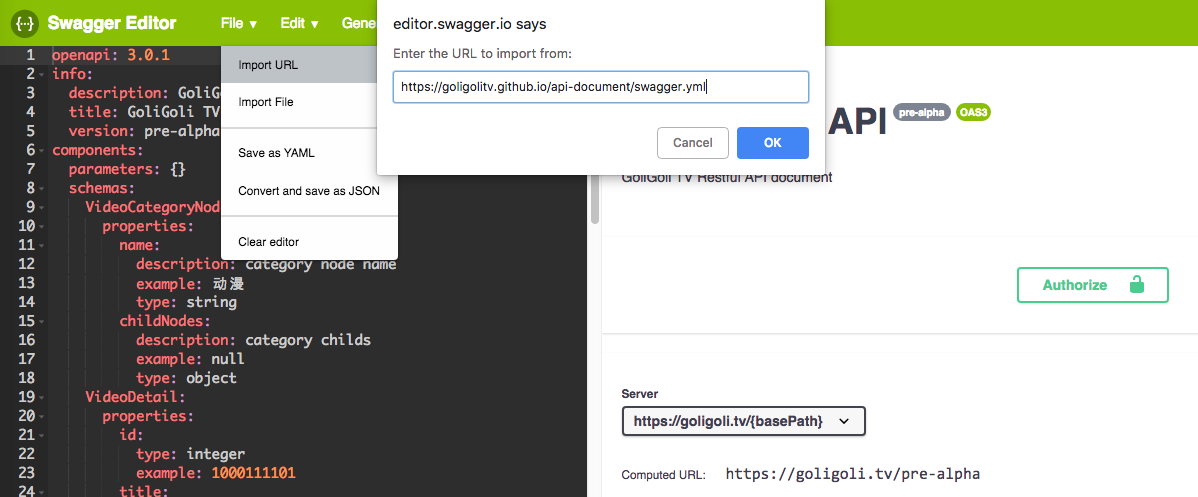 {··} Swagger Editor File ▾ Edit ▾ Gene
editor.swagger.io says
Enter the URL to import from:
https://goligolitv.github.io/api-document/swagger.yml
Cancel OK
Import URL
Import File
Save as YAML
Convert and save as JSON
Clear editor
1 openapi: 3.0.1
2 info:
3 description: GoliG
4 title: GoliGoli TV
5 version: pre-alpha
6 components:
7 parameters: {}
8 schemas:
9 VideoCategoryNod
10 properties:
11 name:
12 description: category node name
13 example: 动漫
14 type: string
15 childNodes:
16 description: category childs
17 example: null
18 type: object
19 VideoDetail:
20 properties:
21 id:
22 type: integer
23 example: 1000111101
24 title:
API pre-alpha OAS3
GoliGoli TV Restful API document
Authorize
Server
https://goligoli.tv/{basePath}
Computed URL: https://goligoli.tv/pre-alpha